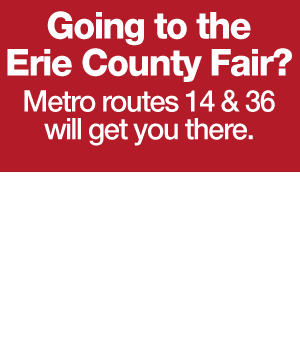 Going to the
Erie County Fair?
Metro routes 14 & 36
will get you there.